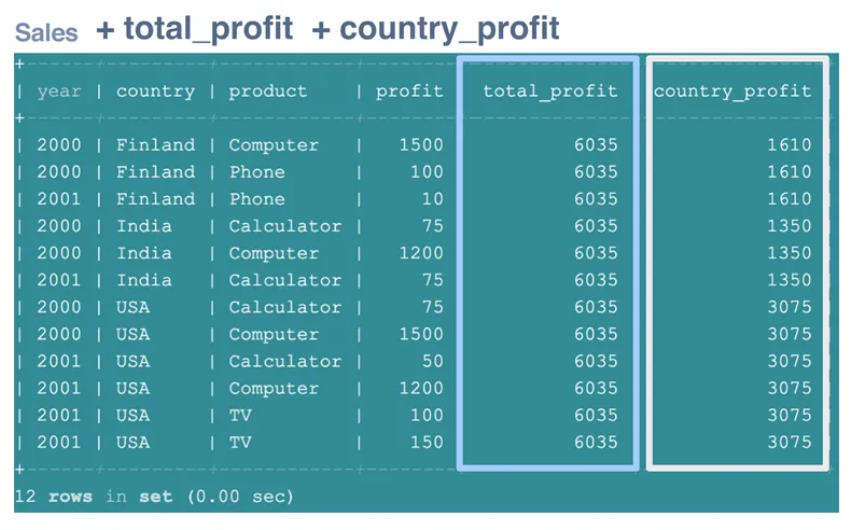 Sales + total_profit + country_profit
+------+---------+------------+--------+--------------+----------------+
| year | country | product | profit | total_profit | country_profit |
+------+---------+------------+--------+--------------+----------------+
| 2000 | Finland | Computer | 1500 6035 1610 |
| 2000 | Finland | Phone | 100 6035 1610 |
| 2001 | Finland | Phone | 10 6035 1610 |
| 2000 | India | Calculator | 75 6035 1350 |
| 2000 | India | Computer | 1200 6035 1350 |
| 2001 | India | Calculator | 75 6035 1350 |
| 2000 | USA | Calculator | 75 6035 3075 |
| 2000 | USA | Computer | 1500 6035 3075 |
| 2001 | USA | Calculator | 50 6035 3075 |
| 2001 | USA | Computer | 1200 6035 3075 |
| 2001 | USA | TV | 100 6035 3075 |
| 2001 | USA | TV | 150 6035 3075 |
+------+---------+------------+--------+--------------+----------------+
12 rows in set (0.00 sec)